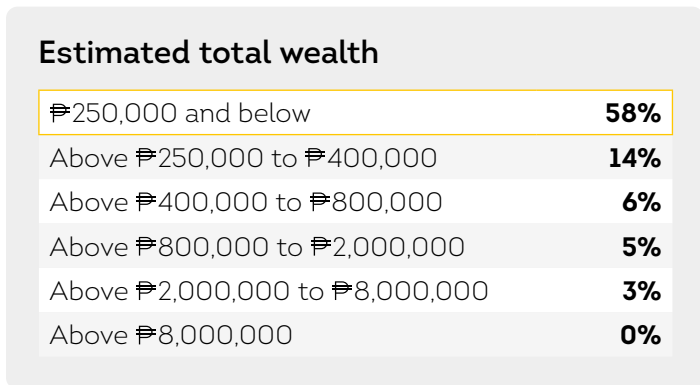 Estimated total wealth
₱250,000 and below 58%
Above ₱250,000 to ₱400,000 14%
Above ₱400,000 to ₱800,000 6%
Above ₱800,000 to ₱2,000,000 5%
Above ₱2,000,000 to ₱8,000,000 3%
Above ₱8,000,000 0%